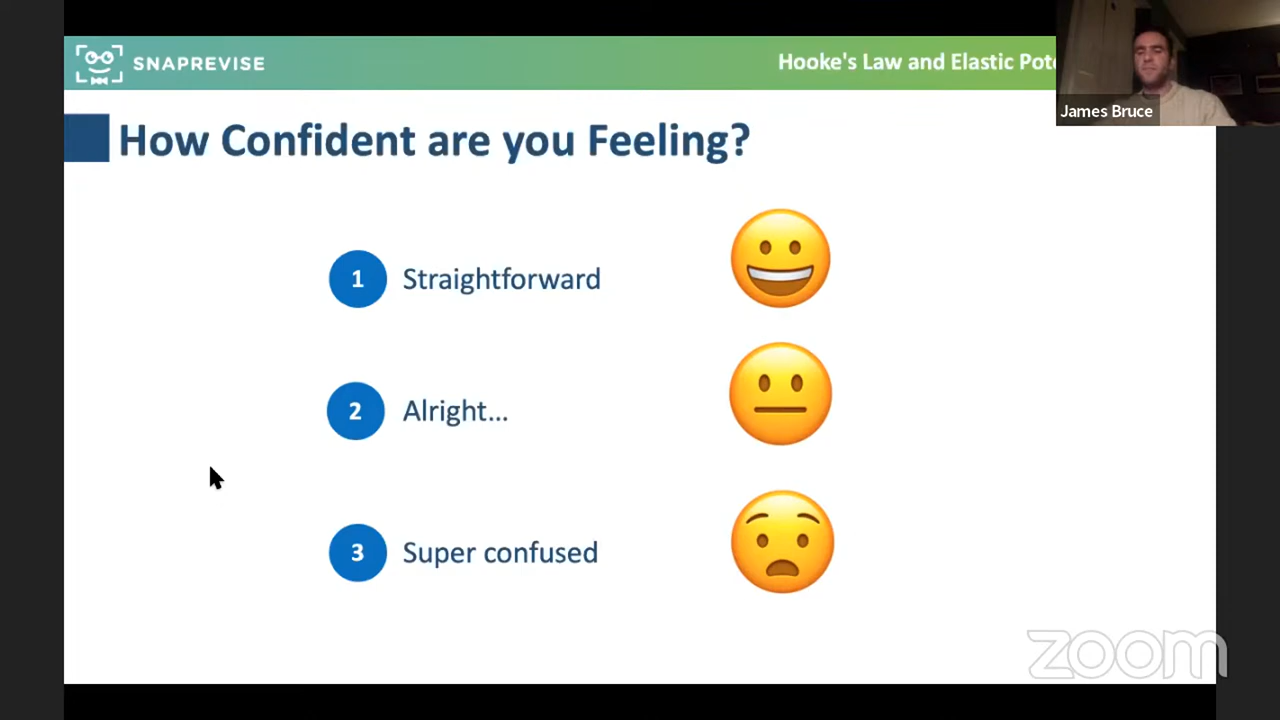 SNAPREVISE
Hooke's Law and Elastic Pote
James Bruce
How Confident are you Feeling?
1 Straightforward
2 Alright...
3 Super confused
zoom